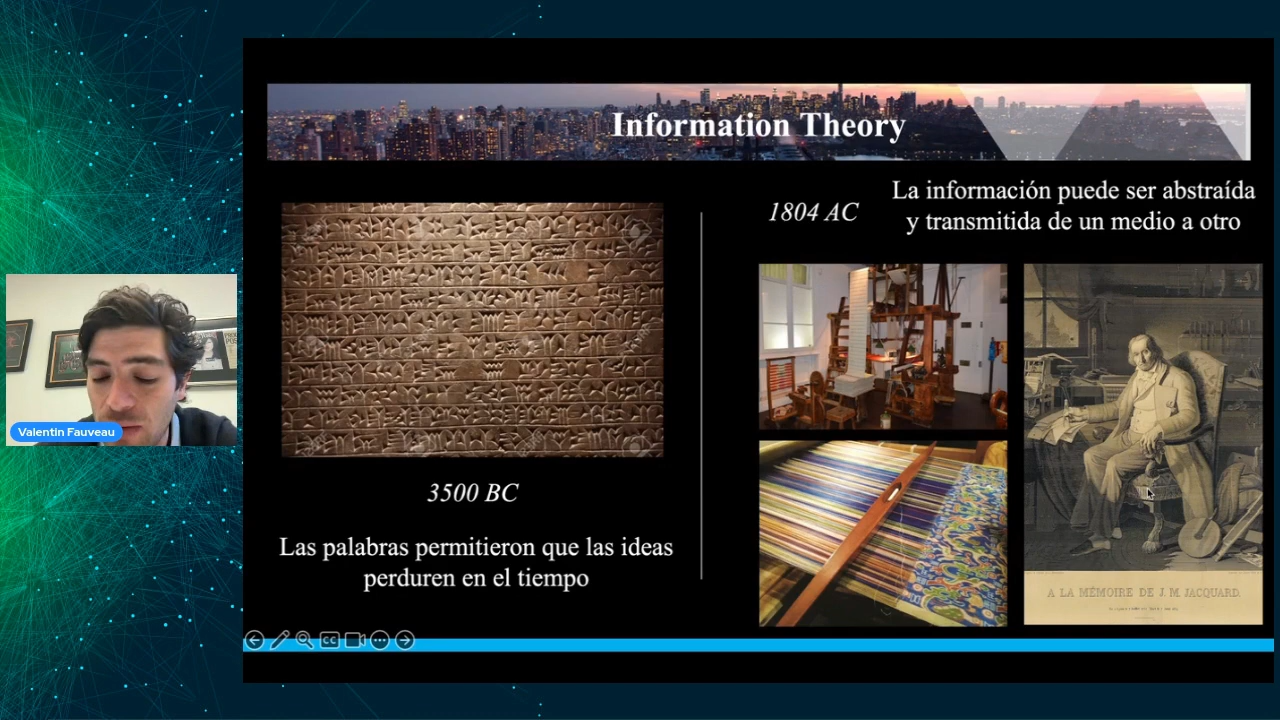 Information Theory
1804 AC
La información puede ser abstraída
y transmitida de un medio a otro
3500 BC
Las palabras permitieron que las ideas
perduren en el tiempo
A LA MÉMOIRE DE J. M. JACQUARD.
Valentin Fauveau
CC